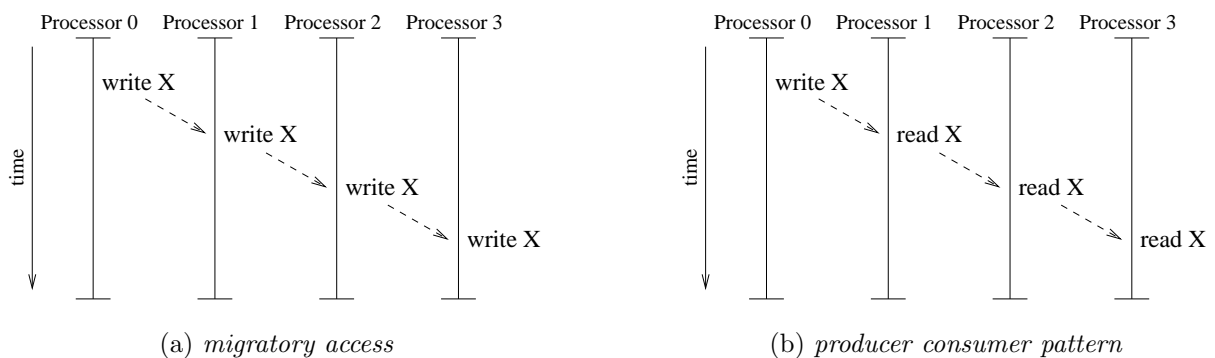 Processor 0 Processor 1 Processor 2 Processor 3
write X
write X
write X
write X
time
(a) migratory access
Processor 0 Processor 1 Processor 2 Processor 3
write X
read X
read X
read X
time
(b) producer consumer pattern